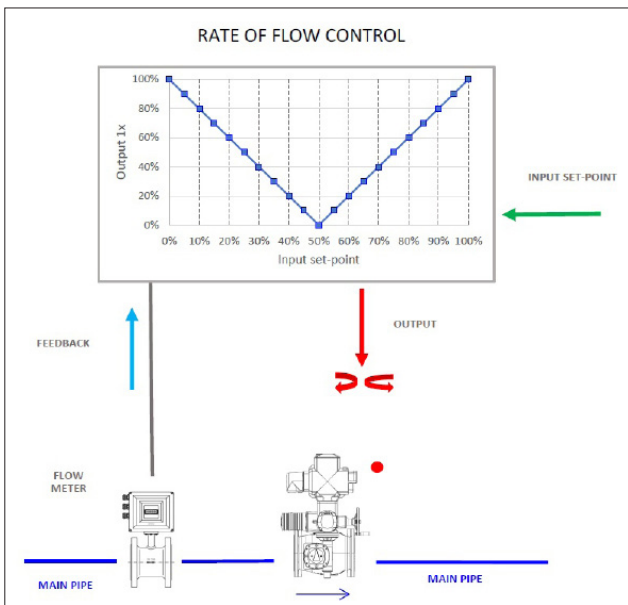 RATE OF FLOW CONTROL
100%
80%
60%
40%
20%
0%
Output 1x
0% 10% 20% 30% 40% 50% 60% 70% 80% 90% 100%
Input set-point
INPUT SET-POINT
OUTPUT
FEEDBACK
FLOW
METER
MAIN PIPE
MAIN PIPE